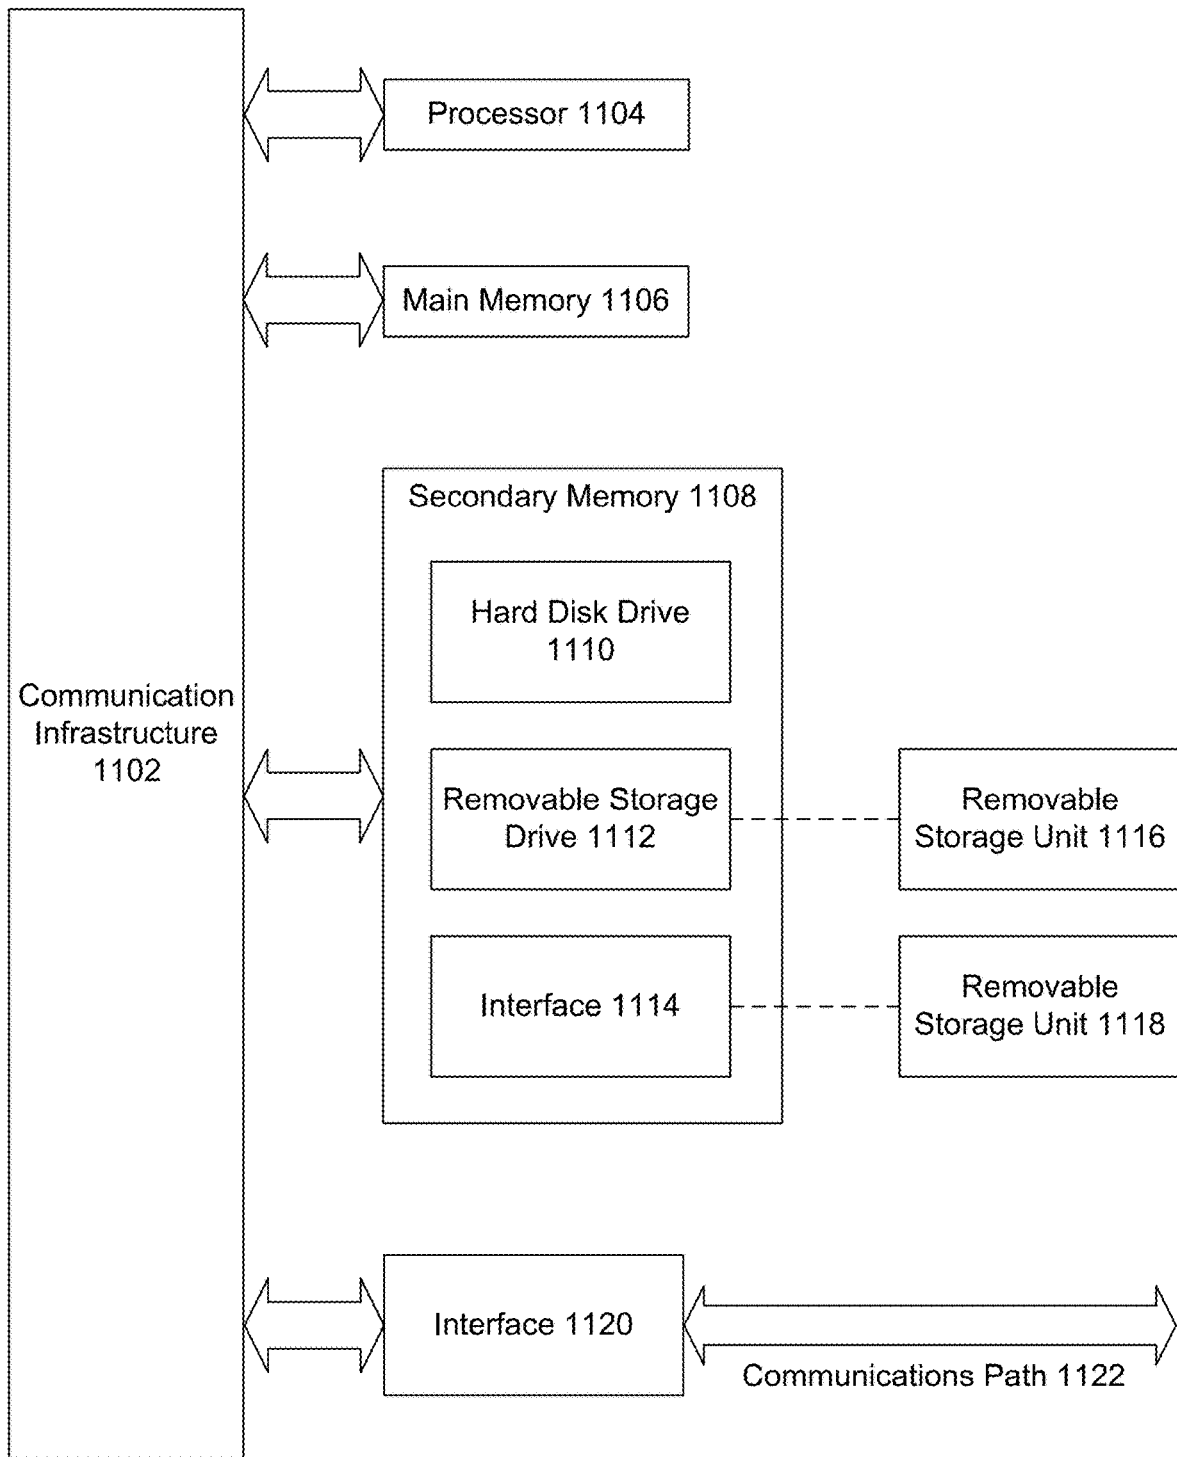 Processor 1104
Main Memory 1106
Secondary Memory 1108
Hard Disk Drive
1110
Communication
Infrastructure
1102
Removable Storage
Drive 1112
Removable
Storage Unit 1116
Interface 1114
Removable
Storage Unit 1118
Interface 1120
Communications Path 1122